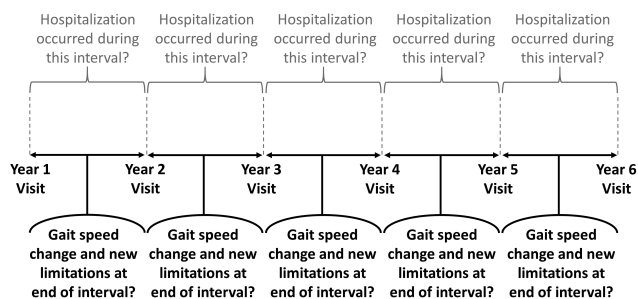 Hospitalization Hospitalization Hospitalization Hospitalization Hospitalization
occurred during occurred during occurred during occurred during occurred during
this interval? this interval? this interval? this interval? this interval?
Year 1 Year 2 Year 3 Year 4 Year 5 Year 6
Visit Visit Visit Visit Visit Visit
Gait speed Gait speed Gait speed Gait speed Gait speed
change and new change and new change and new change and new change and new
limitations at limitations at limitations at limitations at limitations at
end of interval? end of interval? end of interval? end of interval? end of interval?